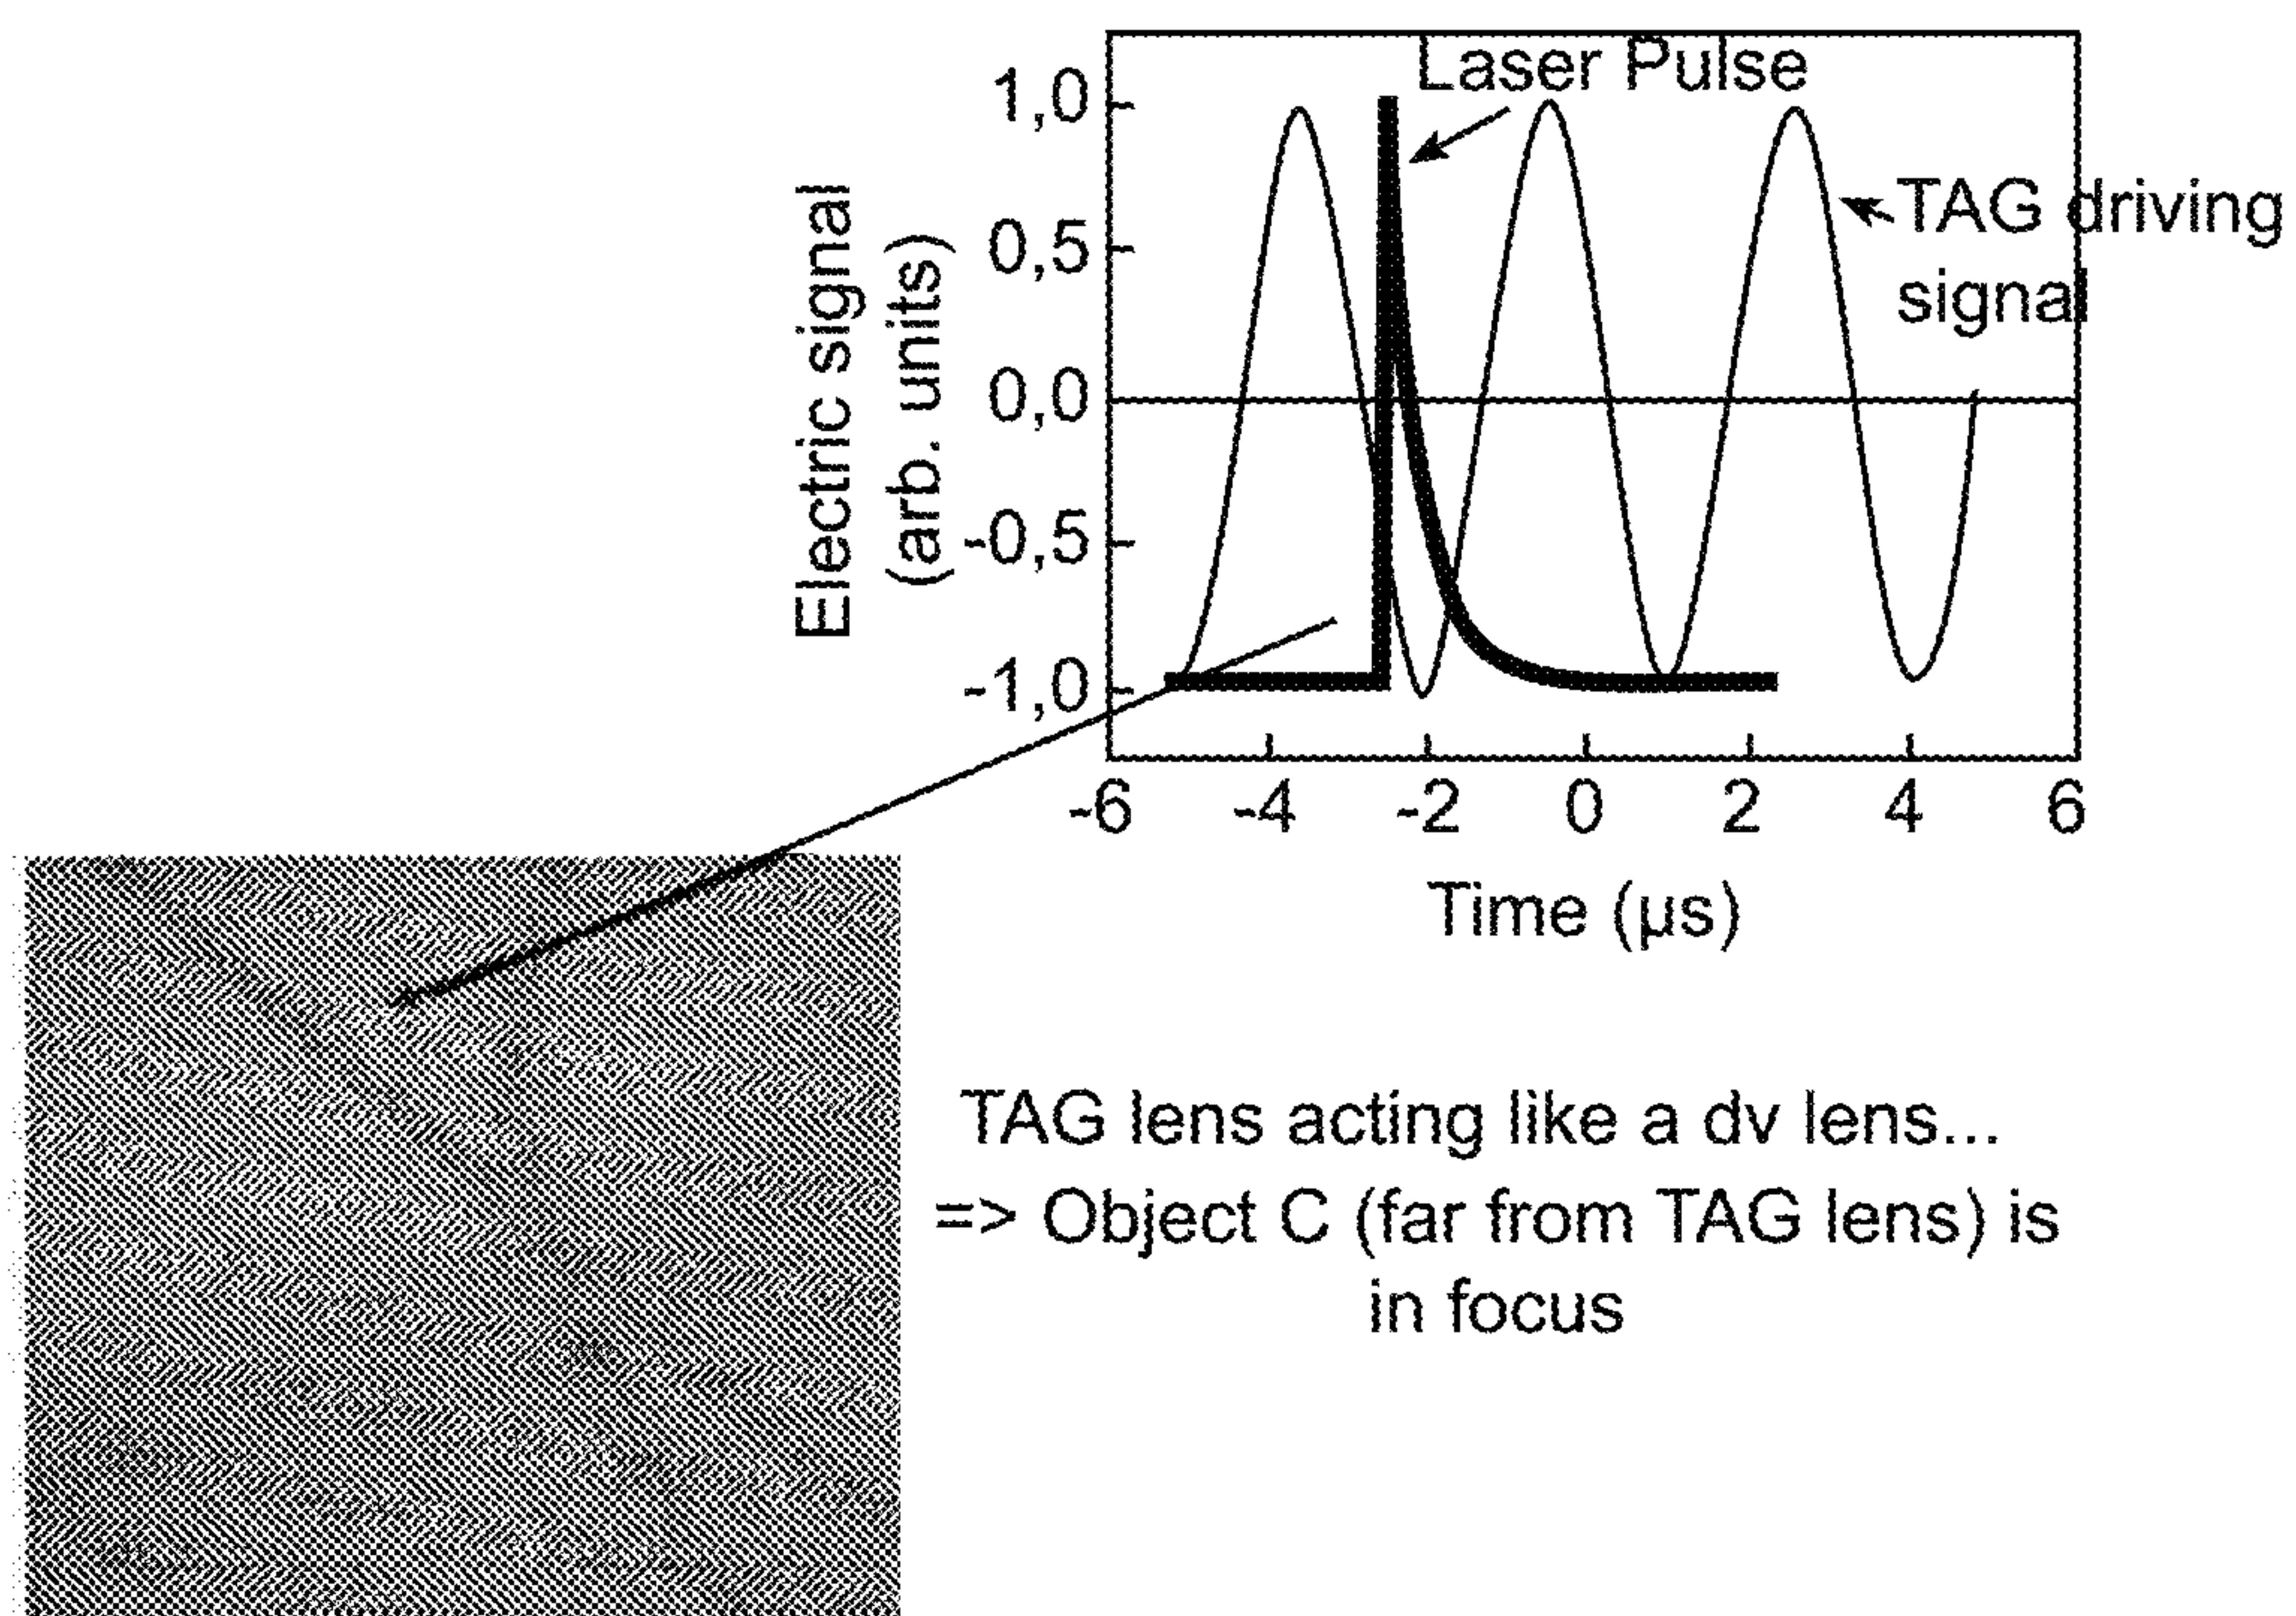 Laser Pulse
TAG driving
signal
Electric signal
(arb. units)
1,0
0,5
0,0
-0,5
-1,0
-6 -4 -2 0 2 4 6
Time (µs)
TAG lens acting like a dv lens...
=> Object C (far from TAG lens) is
in focus